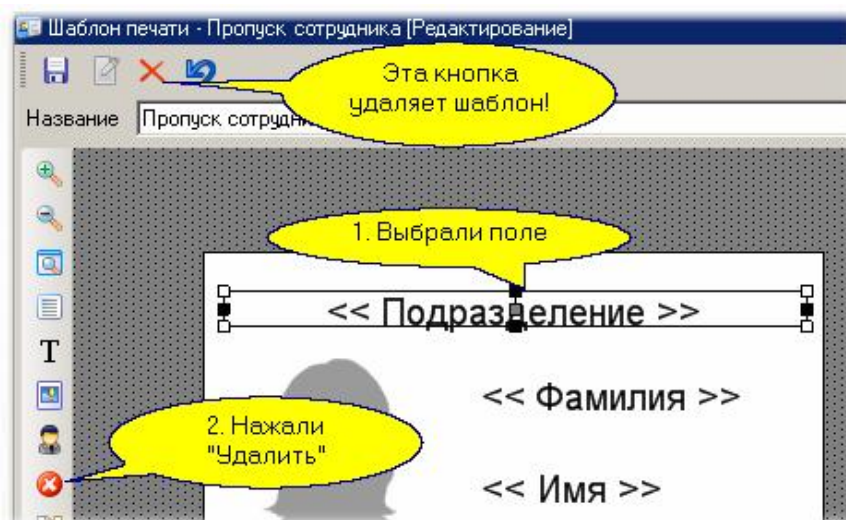 Шаблон печати - Пропуск сотрудника [Редактирование]
Эта кнопка
удаляет шаблон!
Название
Пропуск
1. Выбрали поле
<< Подразделение >>
T
<< Фамилия >>
2. Нажали
"Удалить"
<< Имя >>